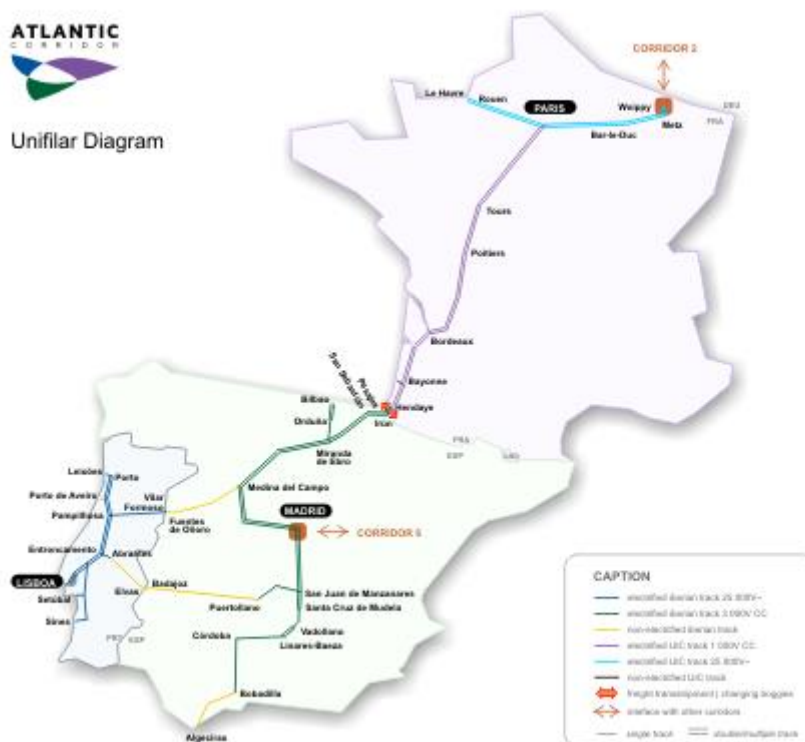 ATLANTIC
CORRIDOR
Unifilar Diagram
CORRIDOR 2
Le Havre
Rouen
PARIS
Woippy
DEU
FRA
Metz
Bar-le-Duc
Tours
Poitiers
Bordeaux
Bayonne
Hendaye
Irun
Pasajes
San Sebastián
Bilbao
Orduña
Miranda
de Ebro
FRA
ESP
Leixões
Porto
Porto de Aveiro
Vilar
Formoso
Pampilhosa
Fuentes
de Oñoro
Medina del Campo
MADRID
CORRIDOR 6
Entroncamento
Abrantes
LISBOA
Elvas
Badajoz
Setúbal
Sines
PRT
ESP
Puertollano
San Juan de Manzanares
Santa Cruz de Mudela
Córdoba
Vadollano
Linares-Baeza
Bobadilla
Algeciras
CAPTION
electrified iberian track 25 000V~
electrified iberian track 3 000V CC
non-electrified iberian track
electrified UIC track 1 500V CC
electrified UIC track 25 000V~
non-electrified UIC track
freight transshipment | changing boggies
interface with other corridors
single track
double/multiple track